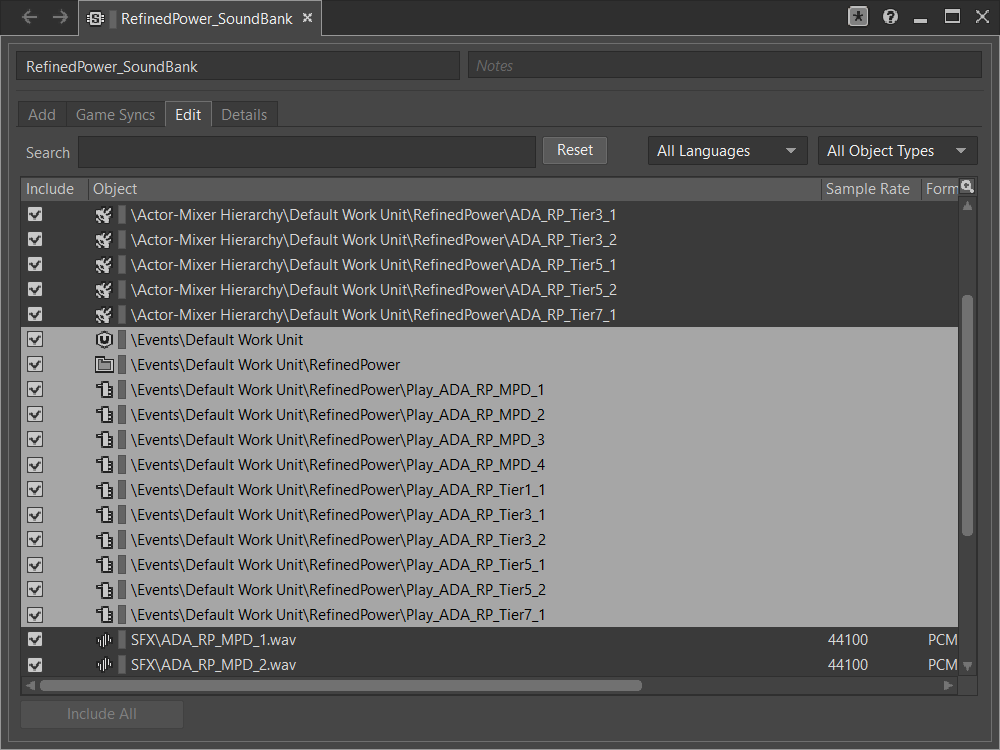 RefinedPower_SoundBank
RefinedPower_SoundBank Notes
Add Game Syncs Edit Details
Search Reset All Languages All Object Types
Include Object Sample Rate Form
\Actor-Mixer Hierarchy\Default Work Unit\RefinedPower\ADA_RP_Tier3_1
\Actor-Mixer Hierarchy\Default Work Unit\RefinedPower\ADA_RP_Tier3_2
\Actor-Mixer Hierarchy\Default Work Unit\RefinedPower\ADA_RP_Tier5_1
\Actor-Mixer Hierarchy\Default Work Unit\RefinedPower\ADA_RP_Tier5_2
\Actor-Mixer Hierarchy\Default Work Unit\RefinedPower\ADA_RP_Tier7_1
\Events\Default Work Unit
\Events\Default Work Unit\RefinedPower
\Events\Default Work Unit\RefinedPower\Play_ADA_RP_MPD_1
\Events\Default Work Unit\RefinedPower\Play_ADA_RP_MPD_2
\Events\Default Work Unit\RefinedPower\Play_ADA_RP_MPD_3
\Events\Default Work Unit\RefinedPower\Play_ADA_RP_MPD_4
\Events\Default Work Unit\RefinedPower\Play_ADA_RP_Tier1_1
\Events\Default Work Unit\RefinedPower\Play_ADA_RP_Tier3_1
\Events\Default Work Unit\RefinedPower\Play_ADA_RP_Tier3_2
\Events\Default Work Unit\RefinedPower\Play_ADA_RP_Tier5_1
\Events\Default Work Unit\RefinedPower\Play_ADA_RP_Tier5_2
\Events\Default Work Unit\RefinedPower\Play_ADA_RP_Tier7_1
SFX\ADA_RP_MPD_1.wav 44100 PCM
SFX\ADA_RP_MPD_2.wav 44100 PCM
Include All